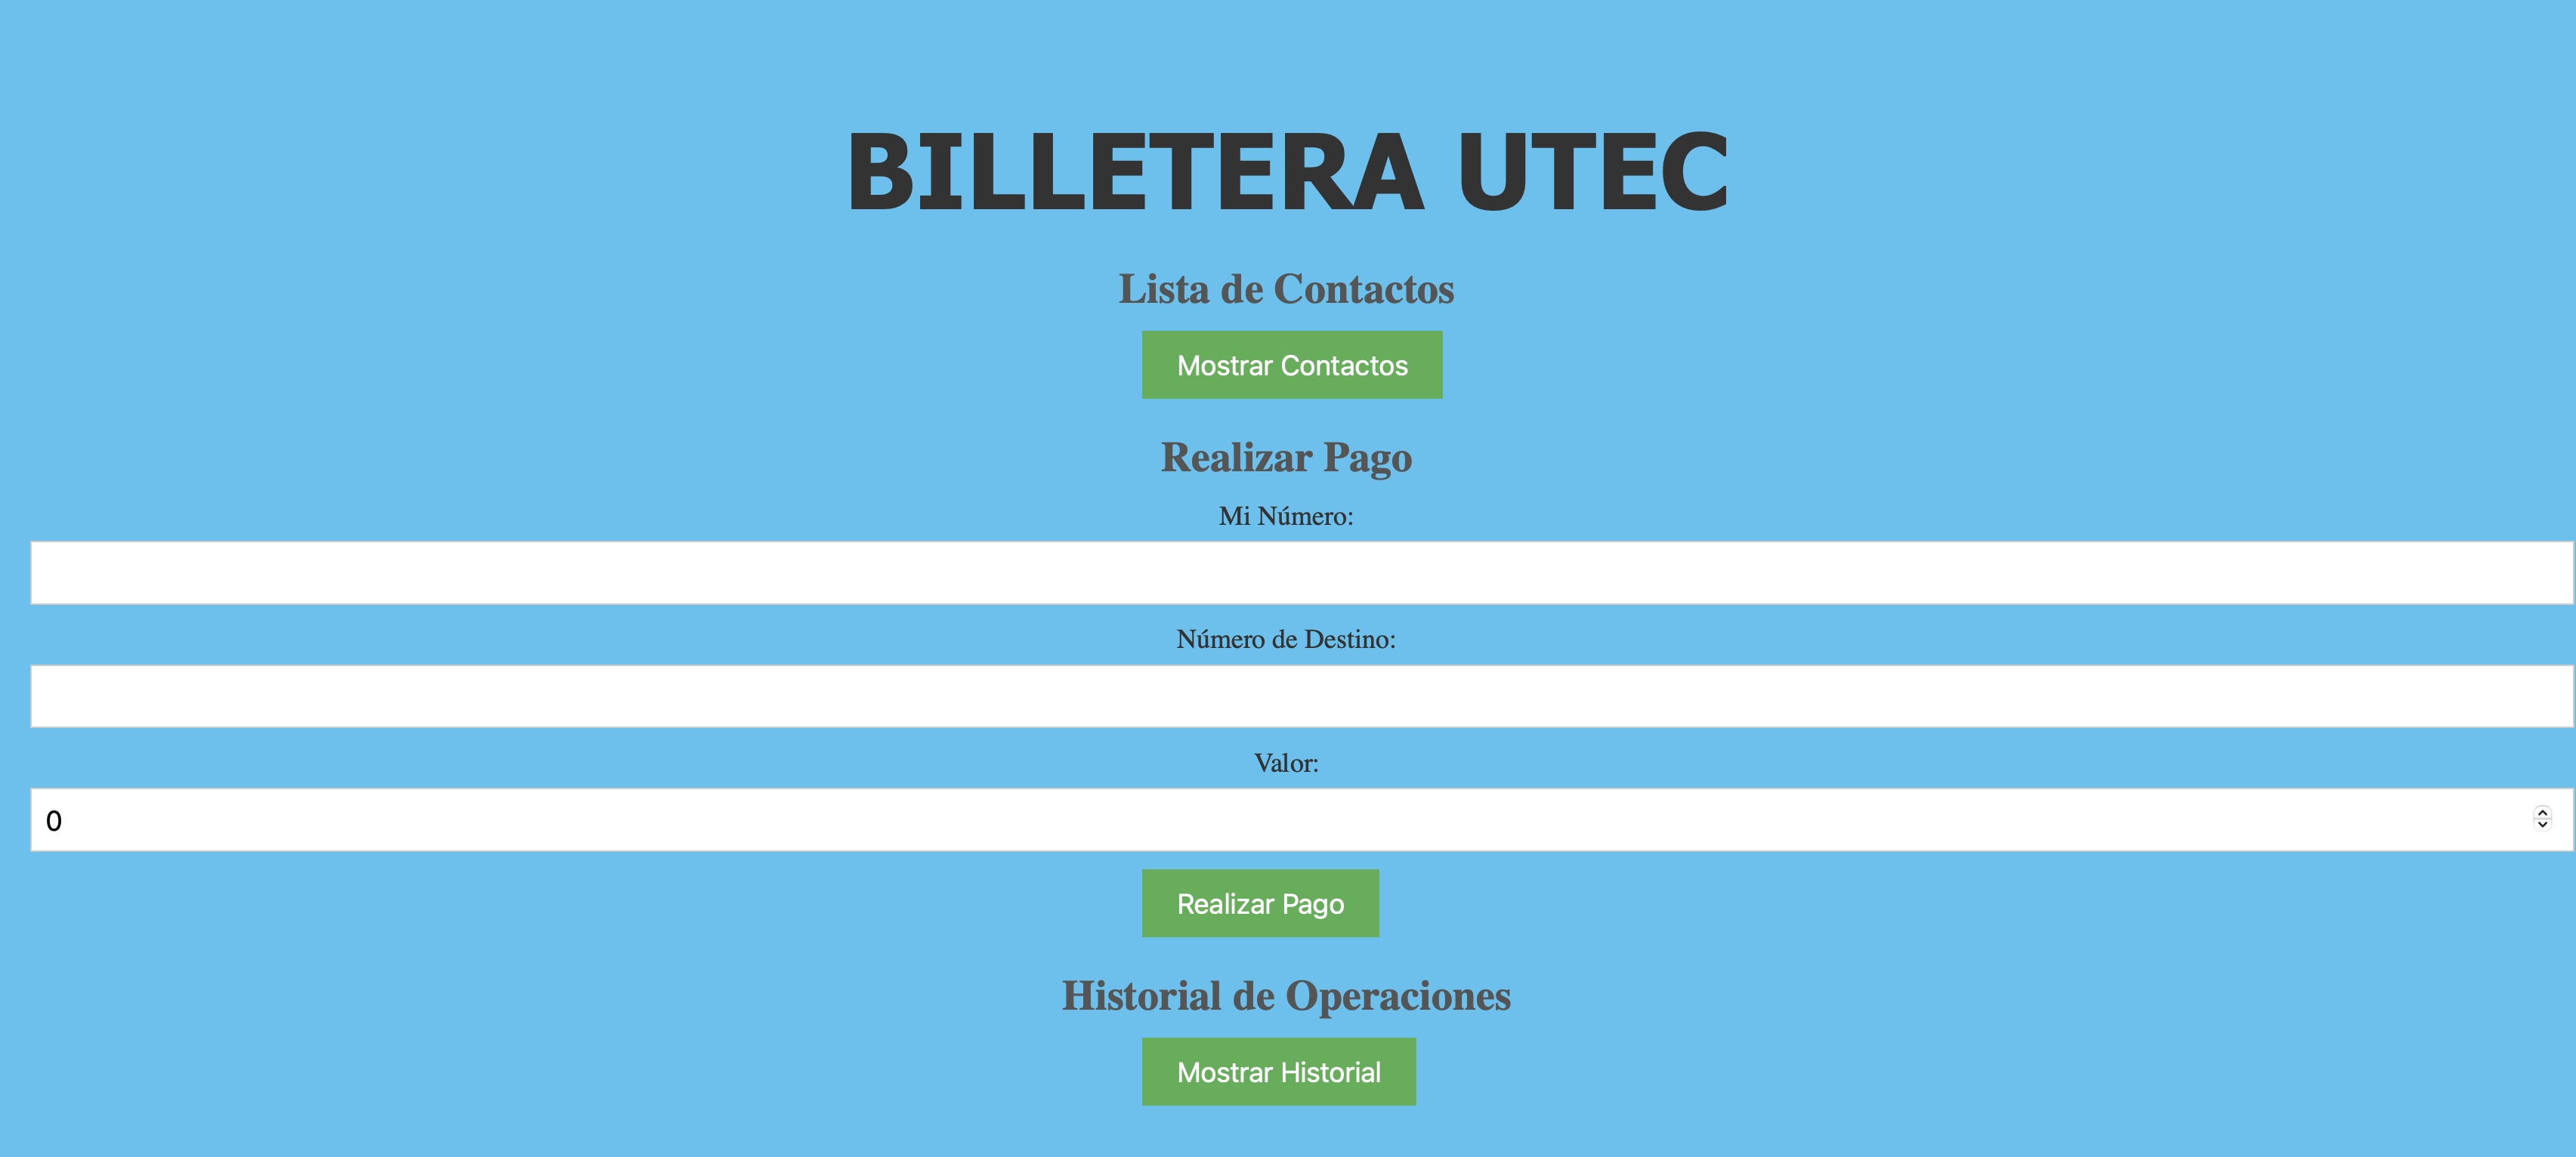 BILLETERA UTEC
Lista de Contactos
Mostrar Contactos
Realizar Pago
Mi Número:
Número de Destino:
Valor:
0
Realizar Pago
Historial de Operaciones
Mostrar Historial